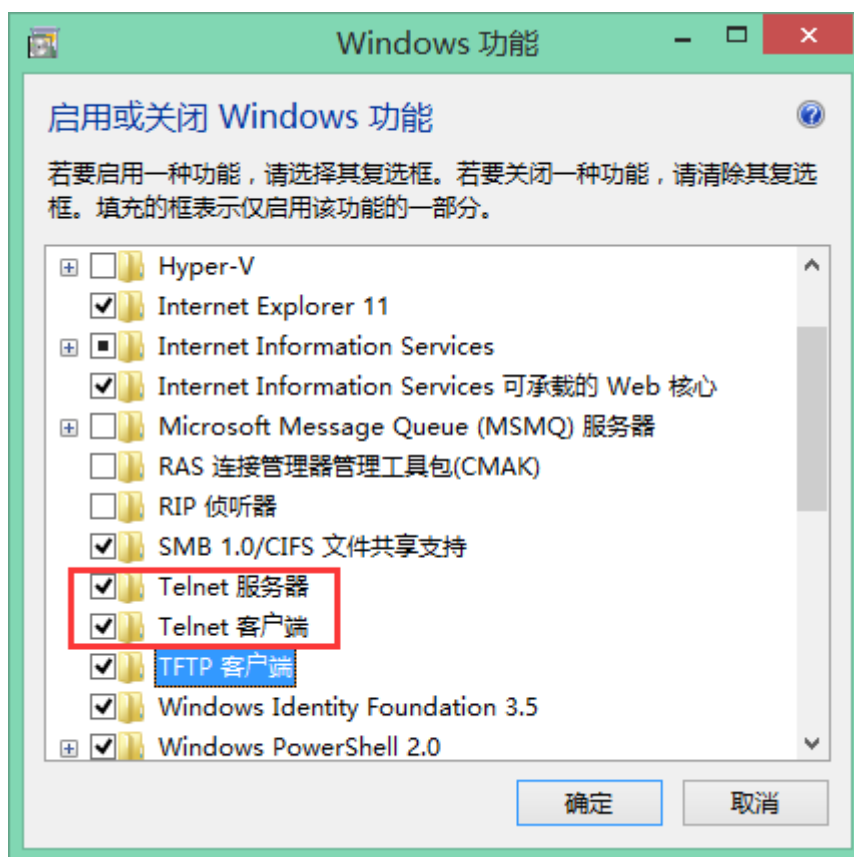 Windows 功能
启用或关闭 Windows 功能
若要启用一种功能，请选择其复选框。若要关闭一种功能，请清除其复选
框。填充的框表示仅启用该功能的一部分。
Hyper-V
Internet Explorer 11
Internet Information Services
Internet Information Services 可承载的 Web 核心
Microsoft Message Queue (MSMQ) 服务器
RAS 连接管理器管理工具包(CMAK)
RIP 侦听器
SMB 1.0/CIFS 文件共享支持
Telnet 服务器
Telnet 客户端
TFTP 客户端
Windows Identity Foundation 3.5
Windows PowerShell 2.0
确定
取消